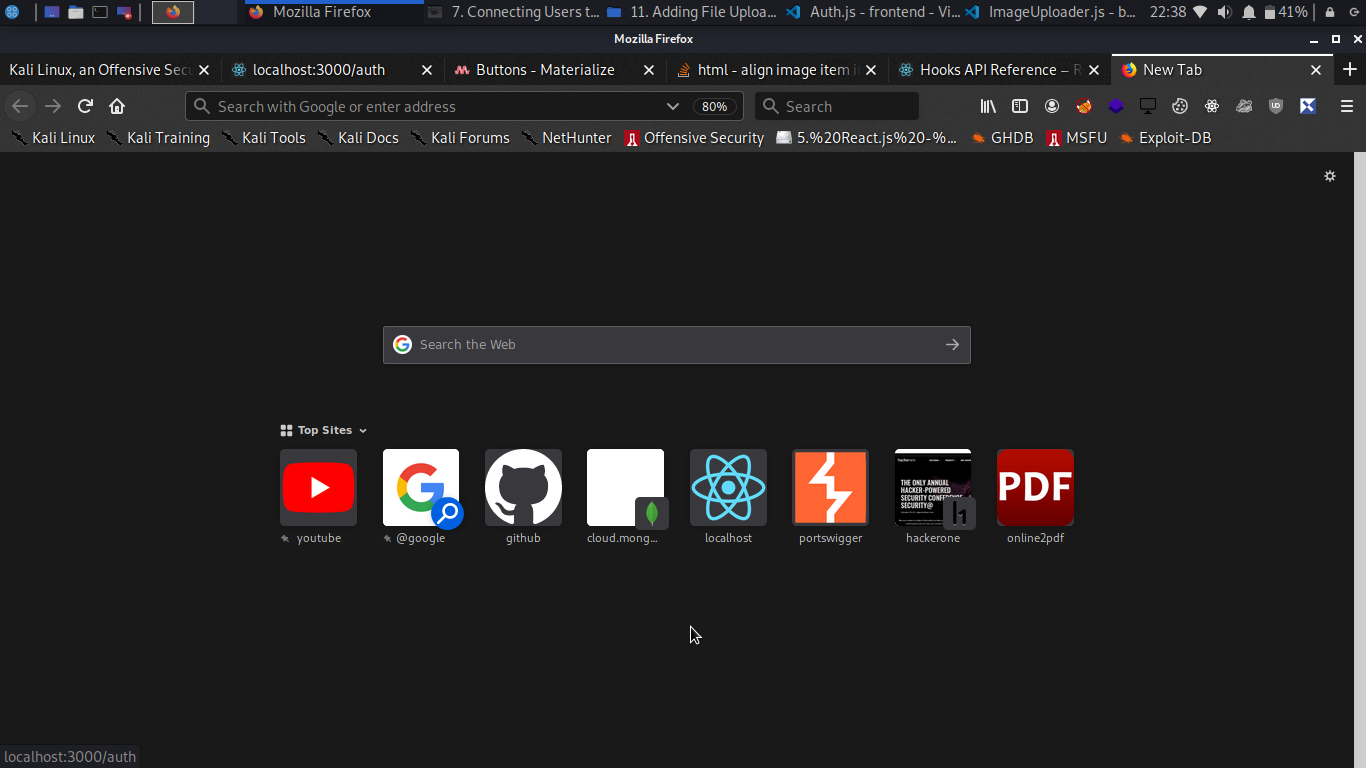 Mozilla Firefox 7. Connecting Users t... 11. Adding File Uploa... Auth.js - frontend - Vi... ImageUploader.js - b... 22:38 41%
Mozilla Firefox
Kali Linux, an Offensive Sec localhost:3000/auth Buttons - Materialize html - align image item i Hooks API Reference – R New Tab
Search with Google or enter address 80% Search
Kali Linux Kali Training Kali Tools Kali Docs Kali Forums NetHunter Offensive Security 5.%20React.js%20-%... GHDB MSFU Exploit-DB
Search the Web
Top Sites
PDF
hackerone
THE ONLY ANNUAL
HACKER-POWERED
SECURITY CONFERENCE
SECURITY@
h1
youtube @google github cloud.mong... localhost portswigger hackerone online2pdf
localhost:3000/auth